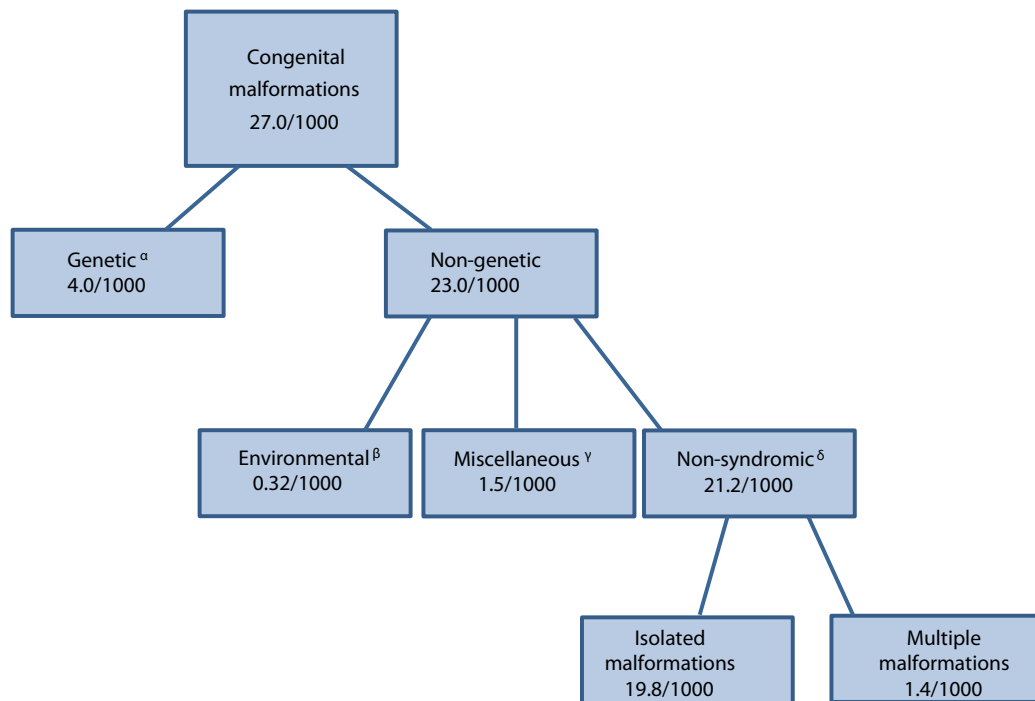 Congenital
malformations
27.0/1000
Genetic α
4.0/1000
Non-genetic
23.0/1000
Environmental β
0.32/1000
Miscellaneous γ
1.5/1000
Non-syndromic δ
21.2/1000
Isolated
malformations
19.8/1000
Multiple
malformations
1.4/1000